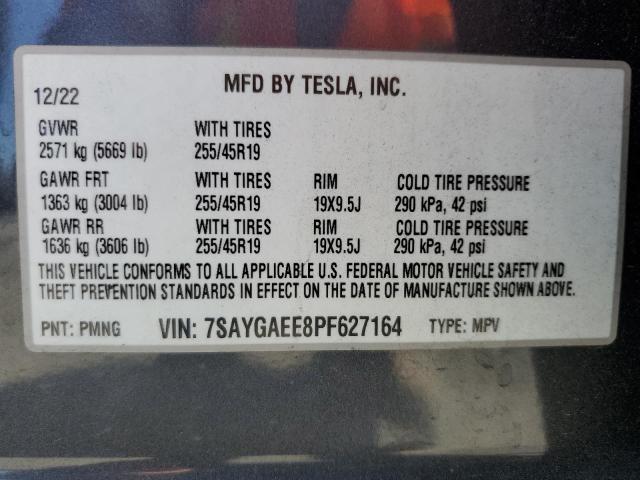 MFD BY TESLA, INC.
12/22
GVWR WITH TIRES
2571 kg (5669 lb) 255/45R19
GAWR FRT WITH TIRES RIM COLD TIRE PRESSURE
1363 kg (3004 lb) 255/45R19 19X9.5J 290 kPa, 42 psi
GAWR RR WITH TIRES RIM COLD TIRE PRESSURE
1636 kg (3606 lb) 255/45R19 19X9.5J 290 kPa, 42 psi
THIS VEHICLE CONFORMS TO ALL APPLICABLE U.S. FEDERAL MOTOR VEHICLE SAFETY AND
THEFT PREVENTION STANDARDS IN EFFECT ON THE DATE OF MANUFACTURE SHOWN ABOVE.
PNT: PMNG VIN: 7SAYGAEE8PF627164 TYPE: MPV